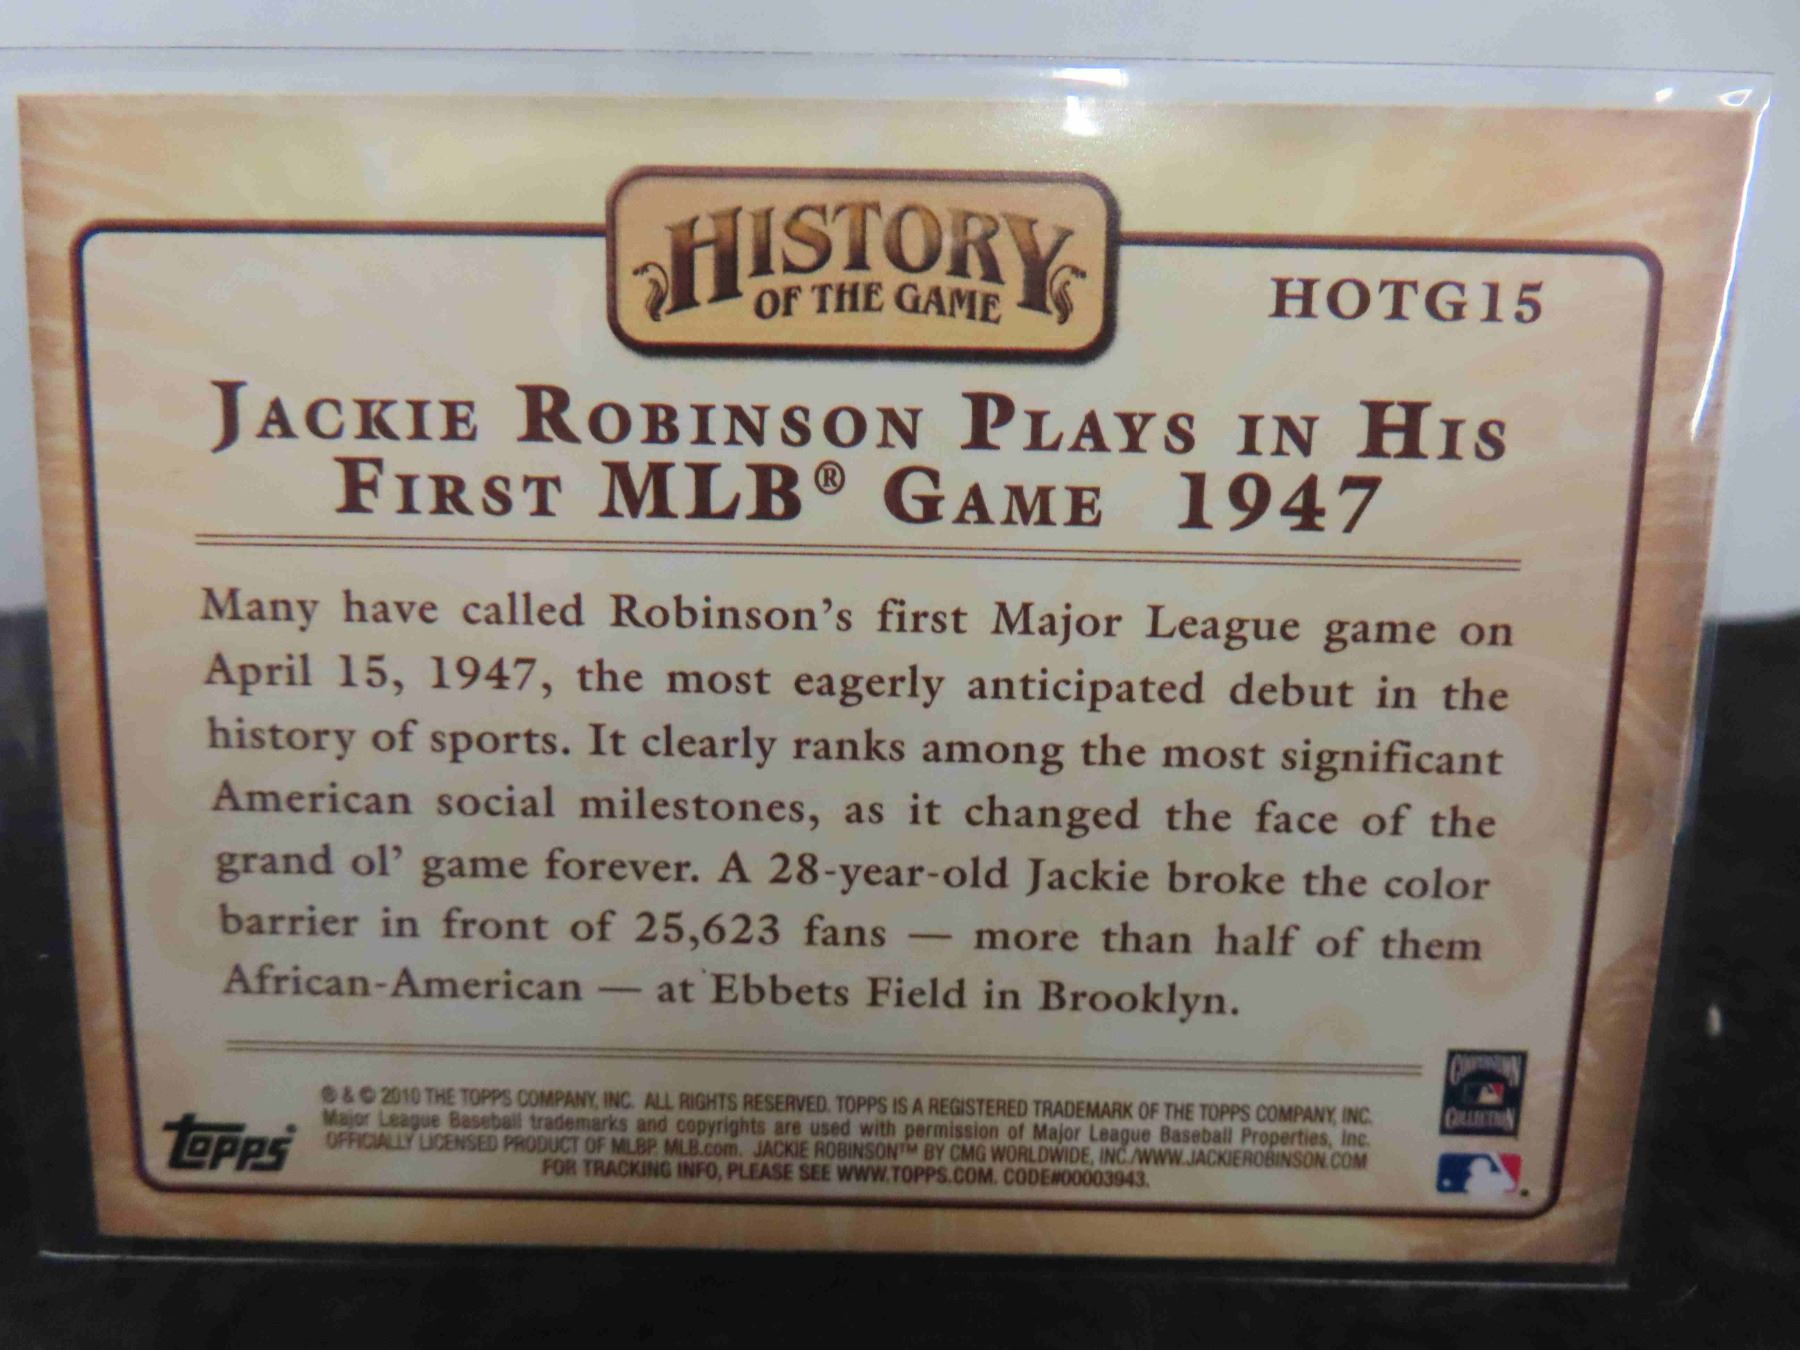 HISTORY
OF THE GAME
HOTG15
JACKIE ROBINSON PLAYS IN HIS
FIRST MLB® GAME 1947
Many have called Robinson's first Major League game on
April 15, 1947, the most eagerly anticipated debut in the
history of sports. It clearly ranks among the most significant
American social milestones, as it changed the face of the
grand ol' game forever. A 28-year-old Jackie broke the color
barrier in front of 25,623 fans — more than half of them
African-American — at Ebbets Field in Brooklyn.
® & © 2010 THE TOPPS COMPANY, INC. ALL RIGHTS RESERVED. TOPPS IS A REGISTERED TRADEMARK OF THE TOPPS COMPANY, INC.
Major League Baseball trademarks and copyrights are used with permission of Major League Baseball Properties, Inc.
OFFICIALLY LICENSED PRODUCT OF MLBP. MLB.com. JACKIE ROBINSON™ BY CMG WORLDWIDE, INC./WWW.JACKIEROBINSON.COM
FOR TRACKING INFO, PLEASE SEE WWW.TOPPS.COM. CODE#00003943.
topps
COOPERSTOWN
COLLECTION